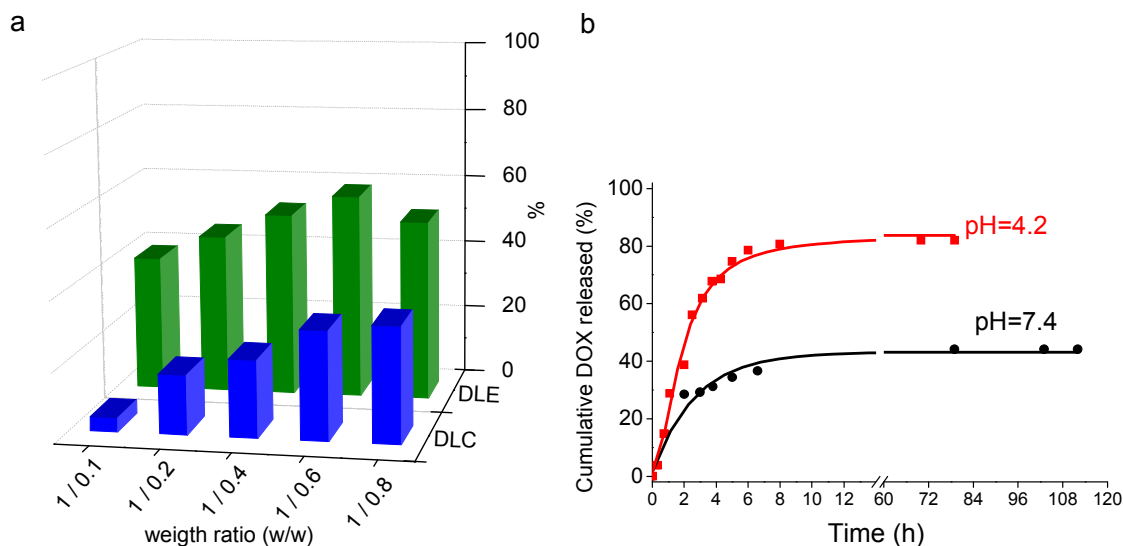 a
100
80
60
40
20
0
%
DLE
DLC
1 / 0.1
1 / 0.2
1 / 0.4
1 / 0.6
1 / 0.8
weigth ratio (w/w)
b
100
80
60
40
20
0
Cumulative DOX released (%)
pH=4.2
pH=7.4
0 2 4 6 8 10 12 60 72 84 96 108 120
Time (h)